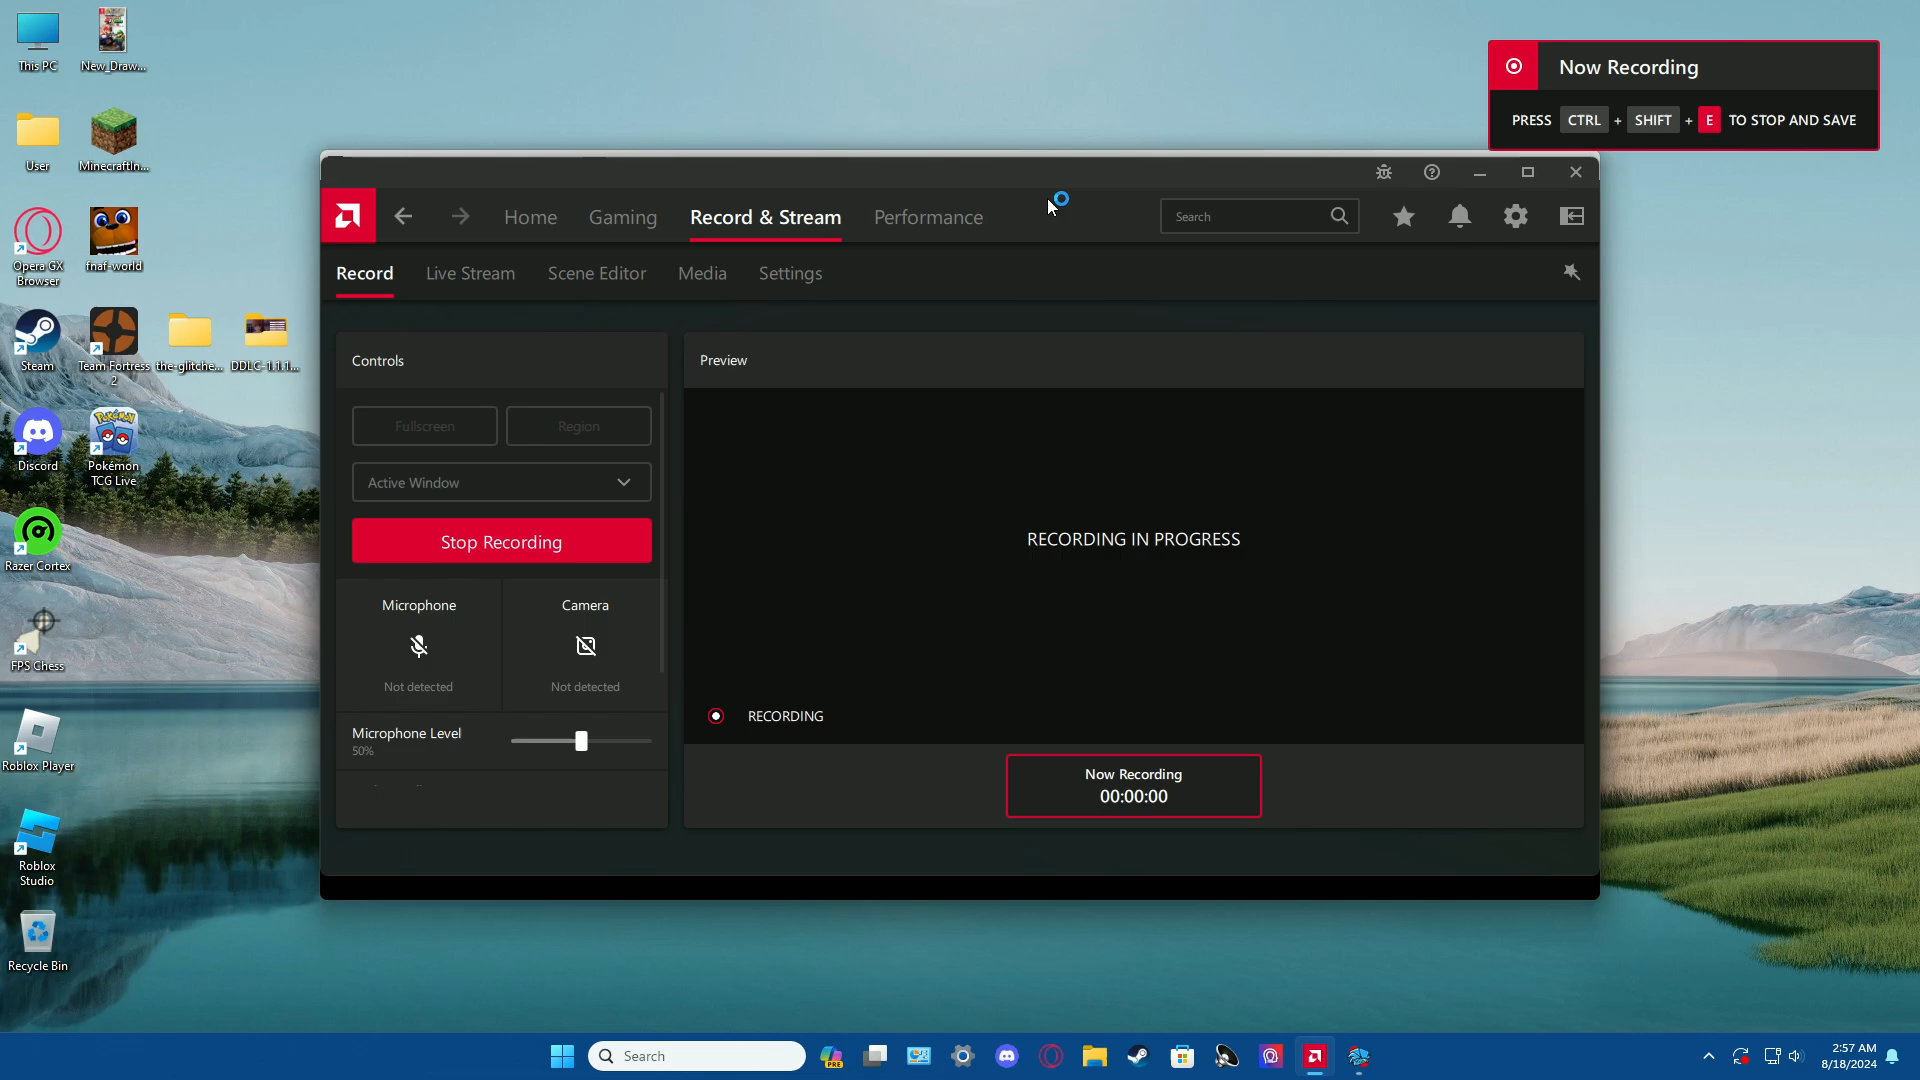 This PC
New_Draw...
User
MinecraftIn...
Opera GX
Browser
fnaf-world
Steam
Team Fortress
2
the-glitche...
DDLC-1.1.1...
Discord
Pokémon
TCG Live
Razer Cortex
FPS Chess
Roblox Player
Roblox
Studio
Recycle Bin
Now Recording
PRESS CTRL + SHIFT + E TO STOP AND SAVE
Home
Gaming
Record & Stream
Performance
Search
Record
Live Stream
Scene Editor
Media
Settings
Controls
Fullscreen
Region
Active Window
Stop Recording
Microphone
Not detected
Camera
Not detected
Microphone Level
50%
Preview
RECORDING IN PROGRESS
RECORDING
Now Recording
00:00:00
Search
PRE
2:57 AM
8/18/2024